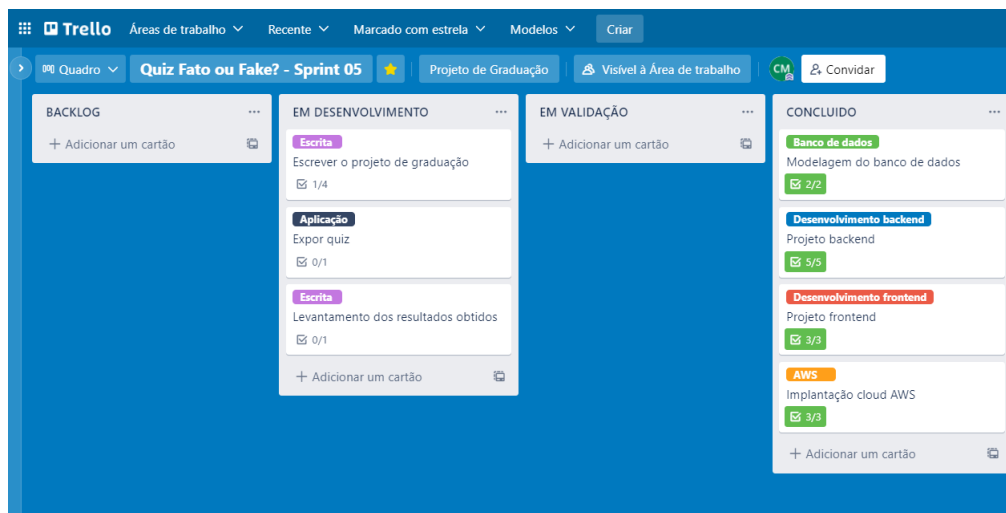 Trello Áreas de trabalho Recente Marcado com estrela Modelos Criar
Quadro Quiz Fato ou Fake? - Sprint 05 Projeto de Graduação Visível à Área de trabalho CM Convidar
BACKLOG
+ Adicionar um cartão
EM DESENVOLVIMENTO
Escrita
Escrever o projeto de graduação
1/4
Aplicação
Expor quiz
0/1
Escrita
Levantamento dos resultados obtidos
0/1
+ Adicionar um cartão
EM VALIDAÇÃO
+ Adicionar um cartão
CONCLUIDO
Banco de dados
Modelagem do banco de dados
2/2
Desenvolvimento backend
Projeto backend
5/5
Desenvolvimento frontend
Projeto frontend
3/3
AWS
Implantação cloud AWS
3/3
+ Adicionar um cartão